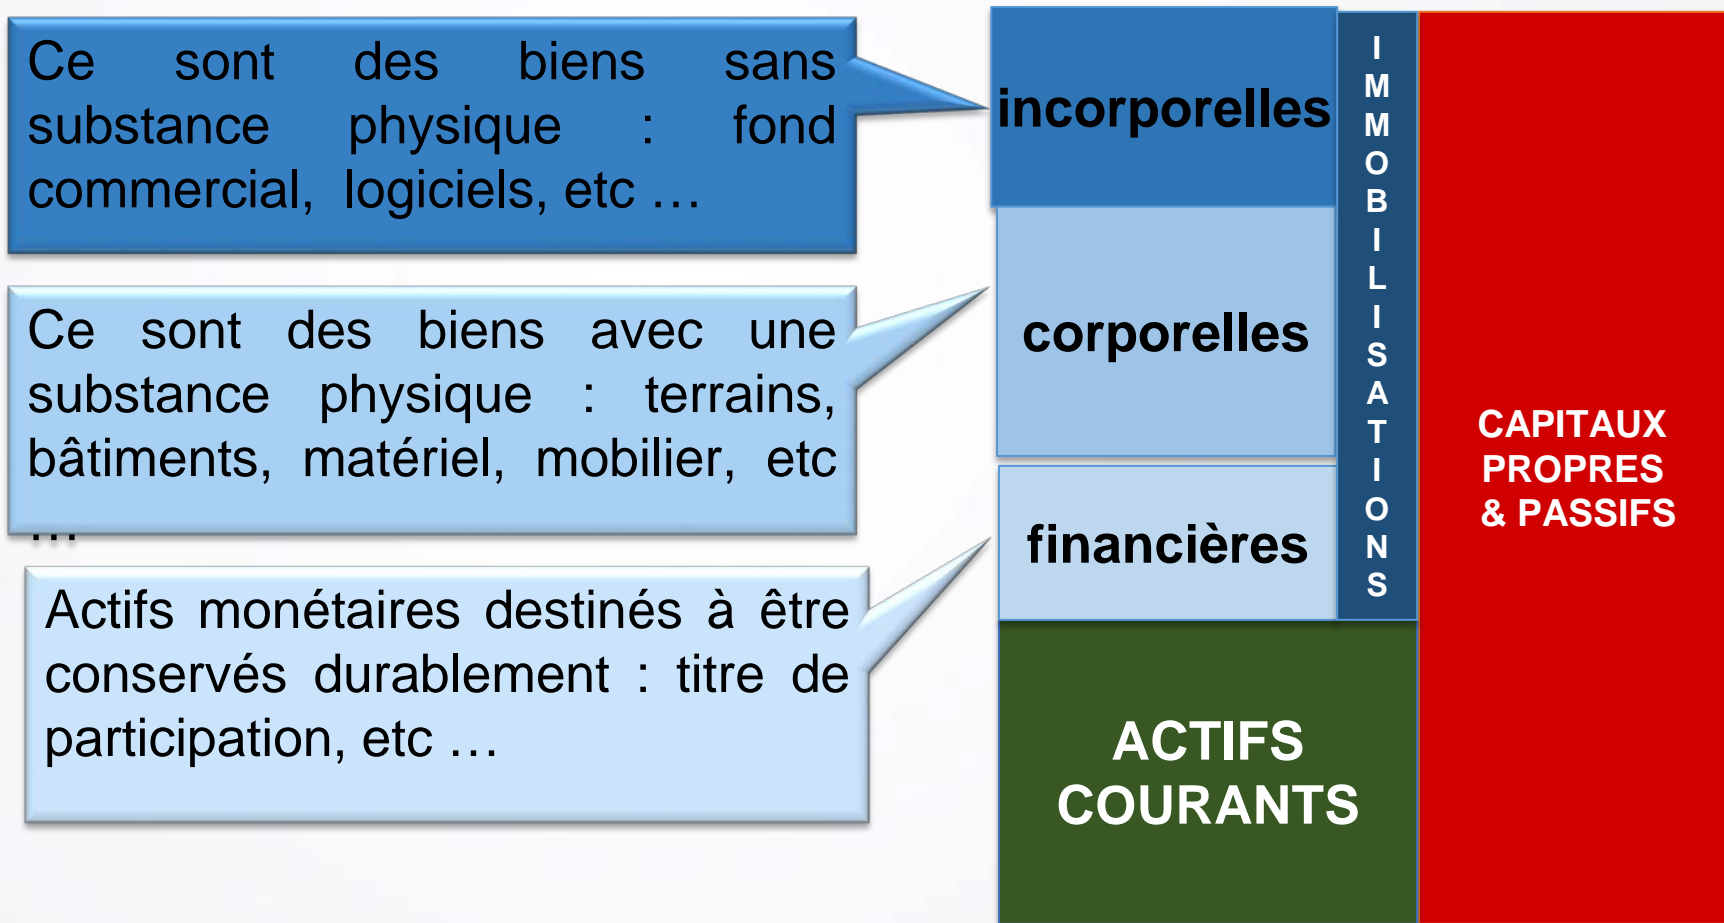 Ce sont des biens sans
substance physique : fond
commercial, logiciels, etc …
Ce sont des biens avec une
substance physique : terrains,
bâtiments, matériel, mobilier, etc
…
Actifs monétaires destinés à être
conservés durablement : titre de
participation, etc …
incorporelles
corporelles
financières
IMMOBILISATIONS
ACTIFS
COURANTS
CAPITAUX
PROPRES
& PASSIFS